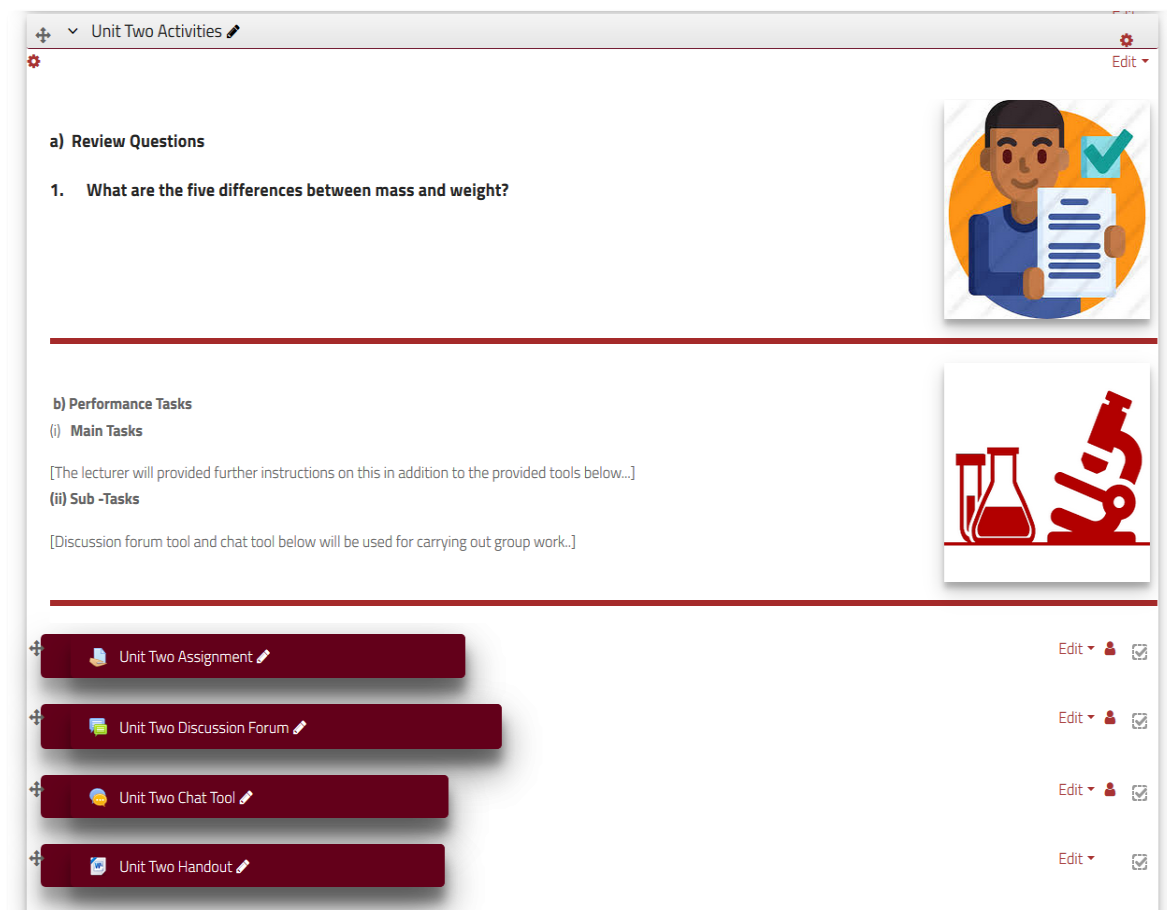 Unit Two Activities
Edit
a) Review Questions
1. What are the five differences between mass and weight?
b) Performance Tasks
(i) Main Tasks
[The lecturer will provided further instructions on this in addition to the provided tools below...]
(ii) Sub -Tasks
[Discussion forum tool and chat tool below will be used for carrying out group work..]
Unit Two Assignment
Edit
Unit Two Discussion Forum
Edit
Unit Two Chat Tool
Edit
Unit Two Handout
Edit